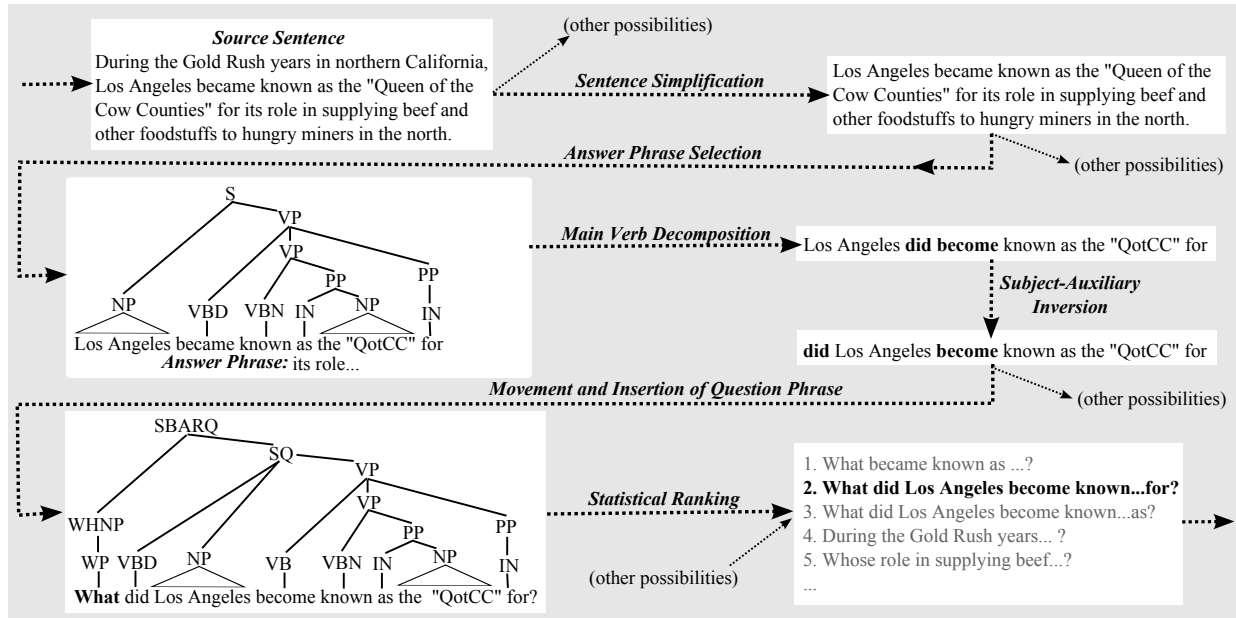 Source Sentence
During the Gold Rush years in northern California,
Los Angeles became known as the "Queen of the
Cow Counties" for its role in supplying beef and
other foodstuffs to hungry miners in the north.
(other possibilities)
Sentence Simplification
Los Angeles became known as the "Queen of the
Cow Counties" for its role in supplying beef and
other foodstuffs to hungry miners in the north.
Answer Phrase Selection
(other possibilities)
S
VP
VP
PP
PP
NP
VBD
VBN
IN
NP
IN
Los Angeles became known as the "QotCC" for
Answer Phrase: its role...
Main Verb Decomposition
Los Angeles did become known as the "QotCC" for
Subject-Auxiliary
Inversion
did Los Angeles become known as the "QotCC" for
Movement and Insertion of Question Phrase
(other possibilities)
SBARQ
SQ
VP
VP
WHNP
PP
PP
WP
VBD
NP
VB
VBN
IN
NP
IN
What did Los Angeles become known as the "QotCC" for?
Statistical Ranking
(other possibilities)
1. What became known as ...?
2. What did Los Angeles become known...for?
3. What did Los Angeles become known...as?
4. During the Gold Rush years... ?
5. Whose role in supplying beef...?
...